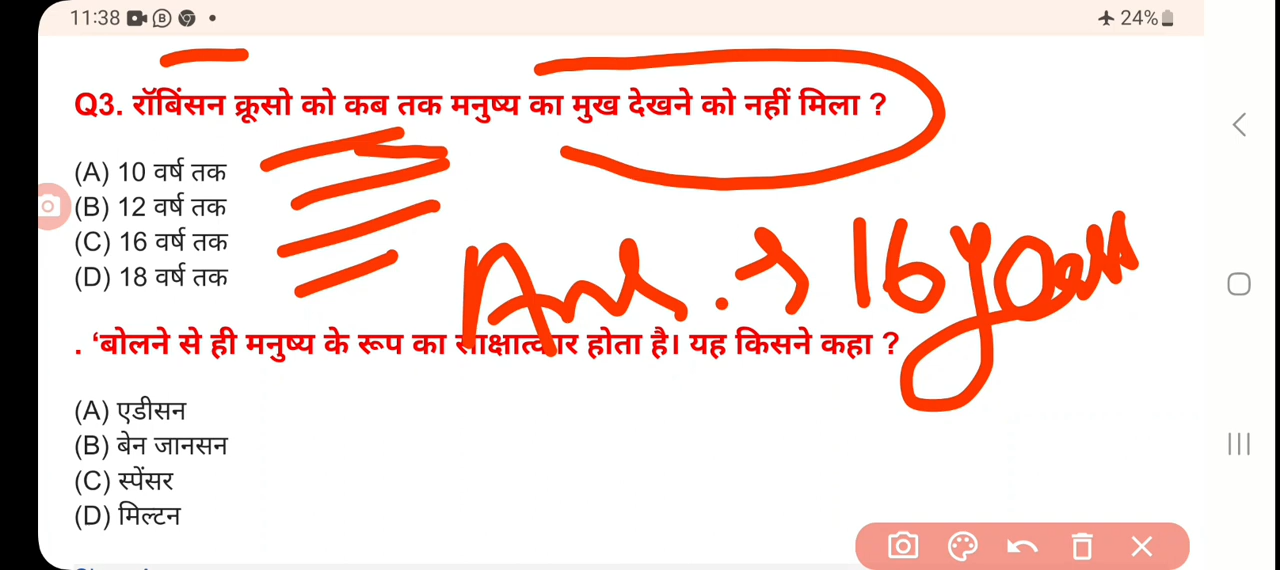 11:38
24%
Q3. रॉबिंसन क्रूसो को कब तक मनुष्य का मुख देखने को नहीं मिला ?
(A) 10 वर्ष तक
(B) 12 वर्ष तक
(C) 16 वर्ष तक
(D) 18 वर्ष तक
Ans. → 16 years
. ‘बोलने से ही मनुष्य के रूप का साक्षात्कार होता है। यह किसने कहा ?
(A) एडीसन
(B) बेन जानसन
(C) स्पेंसर
(D) मिल्टन